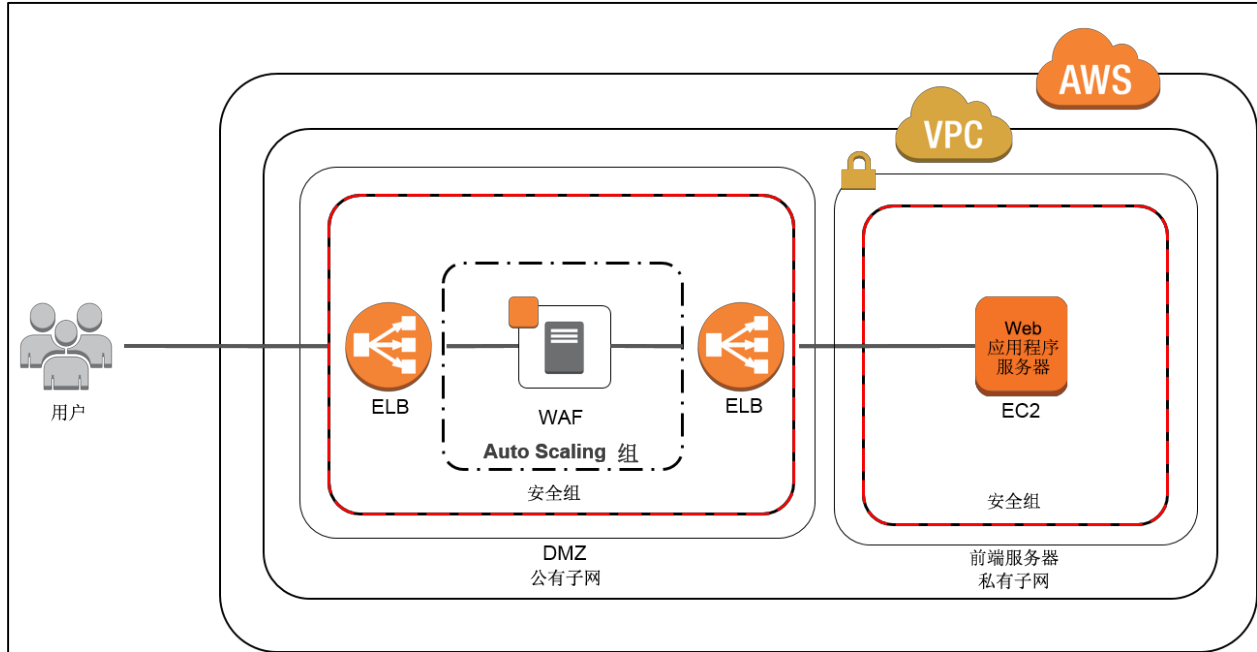 AWS
VPC
用户
ELB
WAF
Auto Scaling 组
ELB
安全组
DMZ
公有子网
Web
应用程序
服务器
EC2
安全组
前端服务器
私有子网